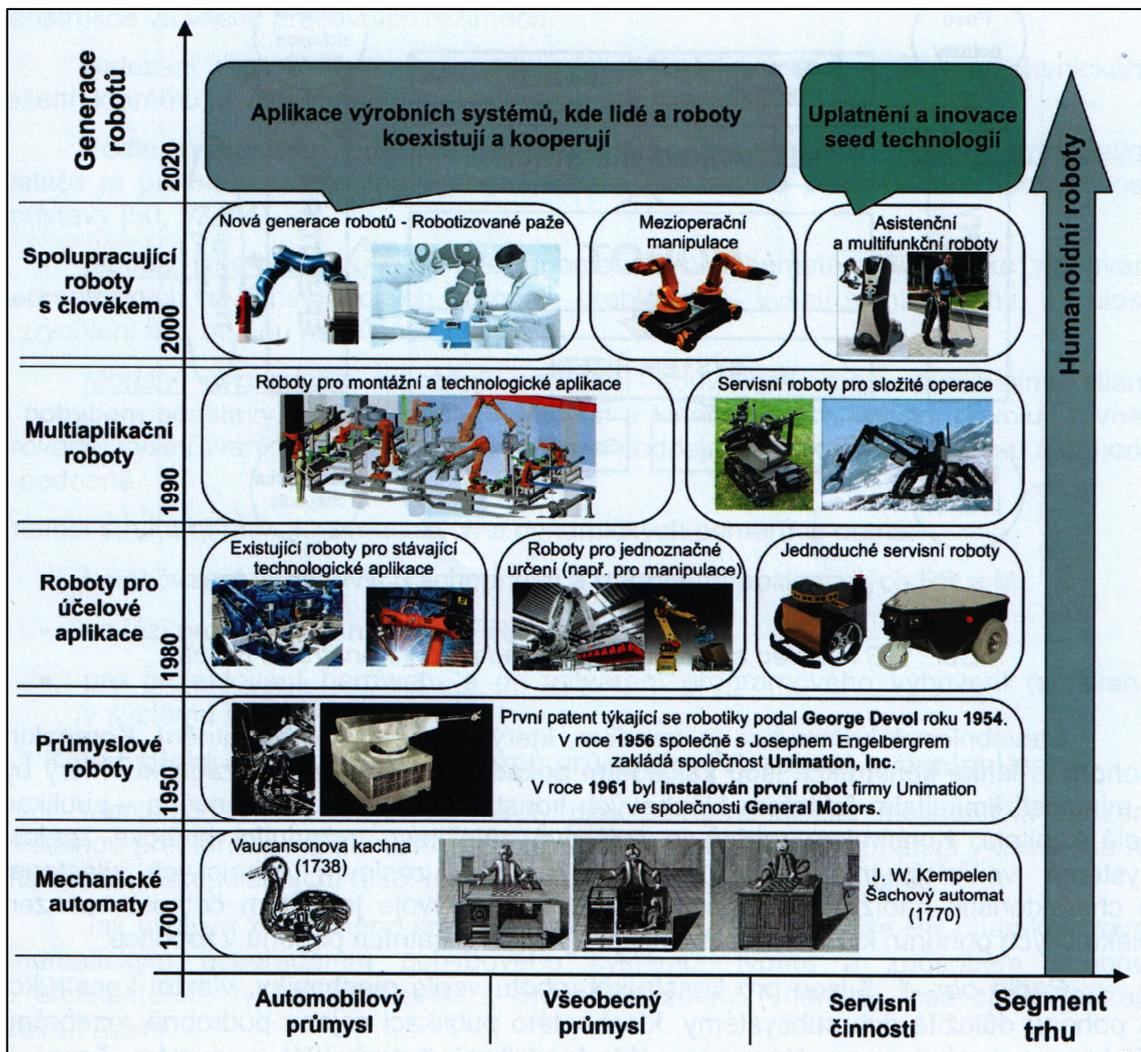 Generace
robotů
2020
Aplikace výrobních systémů, kde lidé a roboty
koexistují a kooperují
Uplatnění a inovace
seed technologií
Humanoidní roboty
Spolupracující
roboty
s člověkem
2000
Nová generace robotů - Robotizované paže
Mezioperační
manipulace
Asistenční
a multifunkční roboty
Multiaplikační
roboty
1990
Roboty pro montážní a technologické aplikace
Servisní roboty pro složité operace
Roboty pro
účelové
aplikace
1980
Existující roboty pro stávající
technologické aplikace
Roboty pro jednoznačné
určení (např. pro manipulace)
Jednoduché servisní roboty
Průmyslové
roboty
1950
První patent týkající se robotiky podal George Devol roku 1954.
V roce 1956 společně s Josephem Engelbergrem
zakládá společnost Unimation, Inc.
V roce 1961 byl instalován první robot firmy Unimation
ve společnosti General Motors.
Mechanické
automaty
1700
Vaucansonova kachna
(1738)
J. W. Kempelen
Šachový automat
(1770)
Automobilový
průmysl
Všeobecný
průmysl
Servisní
činnosti
Segment
trhu